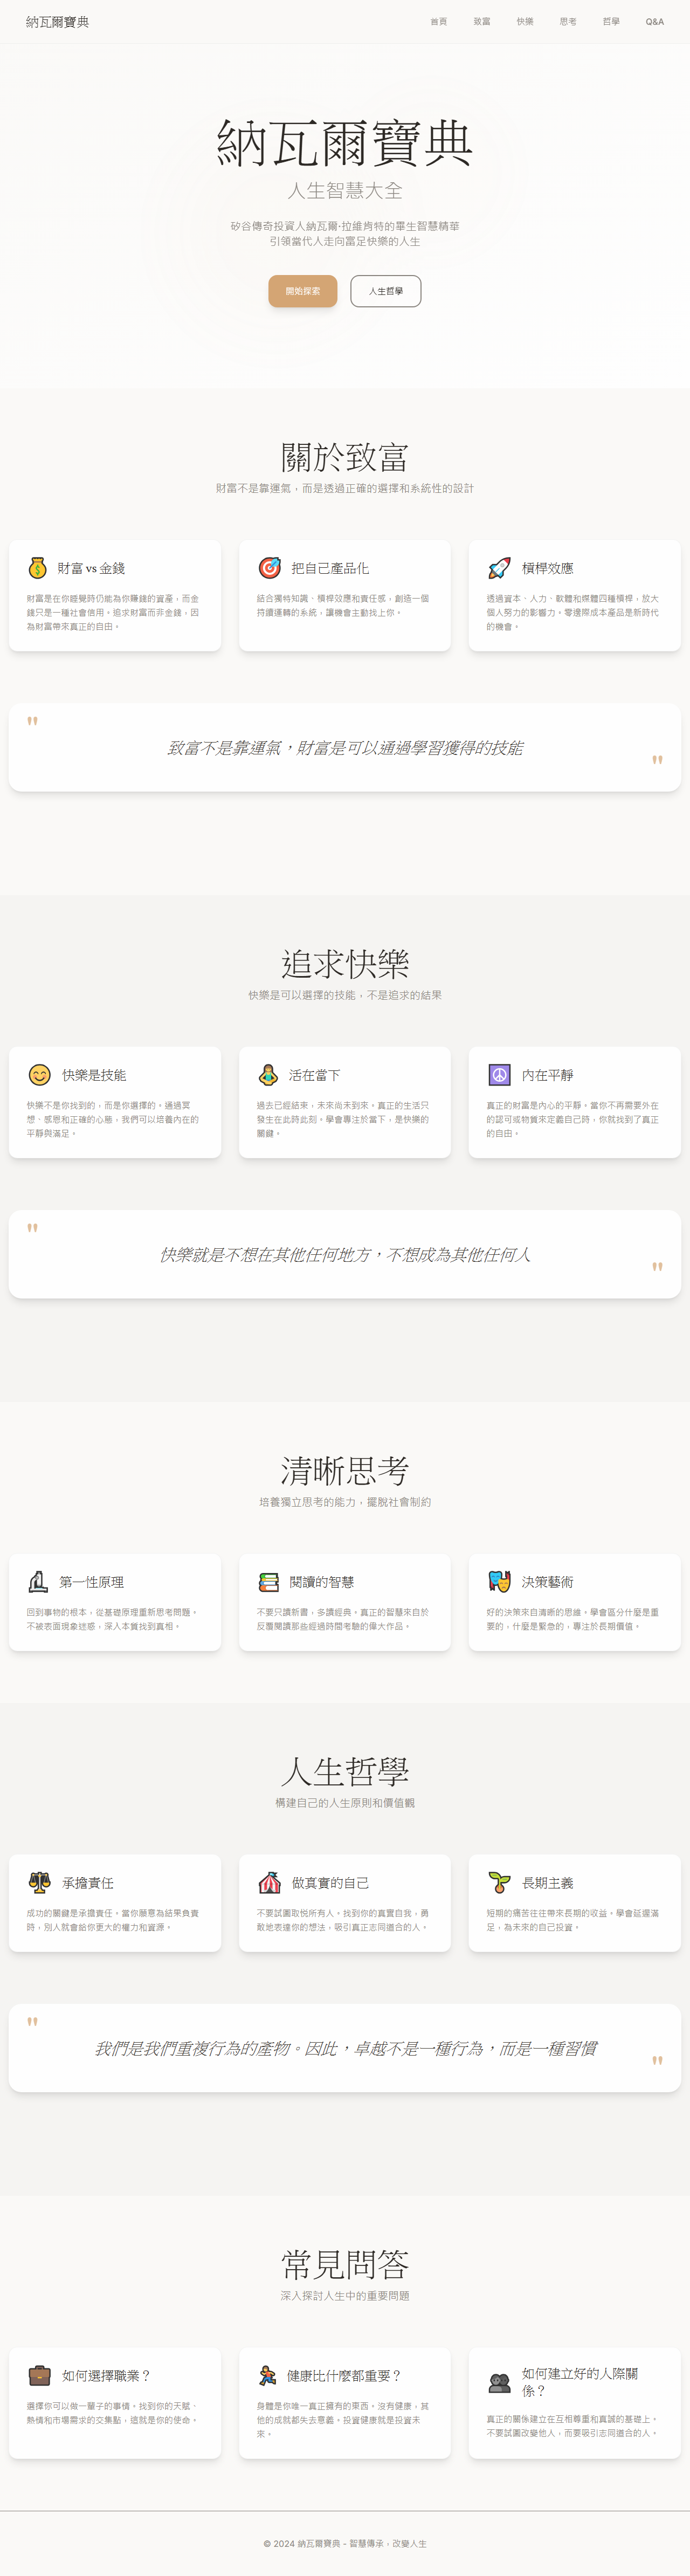 納瓦爾寶典
首頁 致富 快樂 思考 哲學 Q&A
納瓦爾寶典
人生智慧大全
矽谷傳奇投資人納瓦爾·拉維肯特的畢生智慧精華
引領當代人走向富足快樂的人生
開始探索 人生哲學
關於致富
財富不是靠運氣，而是透過正確的選擇和系統性的設計
財富 vs 金錢
財富是在你睡覺時仍能為你賺錢的資產，而金
錢只是一種社會信用。追求財富而非金錢，因
為財富帶來真正的自由。
把自己產品化
結合獨特知識、槓桿效應和責任感，創造一個
持續運轉的系統，讓機會主動找上你。
槓桿效應
透過資本、人力、軟體和媒體四種槓桿，放大
個人努力的影響力。零邊際成本產品是新時代
的機會。
"
致富不是靠運氣，財富是可以通過學習獲得的技能
"
追求快樂
快樂是可以選擇的技能，不是追求的結果
快樂是技能
快樂不是你找到的，而是你選擇的。通過冥
想、感恩和正確的心態，我們可以培養內在的
平靜與滿足。
活在當下
過去已經結束，未來尚未到來。真正的生活只
發生在此時此刻。學會專注於當下，是快樂的
關鍵。
內在平靜
真正的財富是內心的平靜。當你不再需要外在
的認可或物質來定義自己時，你就找到了真正
的自由。
"
快樂就是不想在其他任何地方，不想成為其他任何人
"
清晰思考
培養獨立思考的能力，擺脫社會制約
第一性原理
回到事物的根本，從基礎原理重新思考問題。
不被表面現象迷惑，深入本質找到真相。
閱讀的智慧
不要只讀新書，多讀經典。真正的智慧來自於
反覆閱讀那些經過時間考驗的偉大作品。
決策藝術
好的決策來自清晰的思維。學會區分什麼是重
要的，什麼是緊急的，專注於長期價值。
人生哲學
構建自己的人生原則和價值觀
承擔責任
成功的關鍵是承擔責任。當你願意為結果負責
時，別人就會給你更大的權力和資源。
做真實的自己
不要試圖取悅所有人。找到你的真實自我，勇
敢地表達你的想法，吸引真正志同道合的人。
長期主義
短期的痛苦往往帶來長期的收益。學會延遲滿
足，為未來的自己投資。
"
我們是我們重複行為的產物。因此，卓越不是一種行為，而是一種習慣
"
常見問答
深入探討人生中的重要問題
如何選擇職業？
選擇你可以做一輩子的事情。找到你的天賦、
熱情和市場需求的交集點，這就是你的使命。
健康比什麼都重要？
身體是你唯一真正擁有的東西。沒有健康，其
他的成就都失去意義。投資健康就是投資未
來。
如何建立好的人際關
係？
真正的關係建立在互相尊重和真誠的基礎上。
不要試圖改變他人，而要吸引志同道合的人。
© 2024 納瓦爾寶典 - 智慧傳承，改變人生